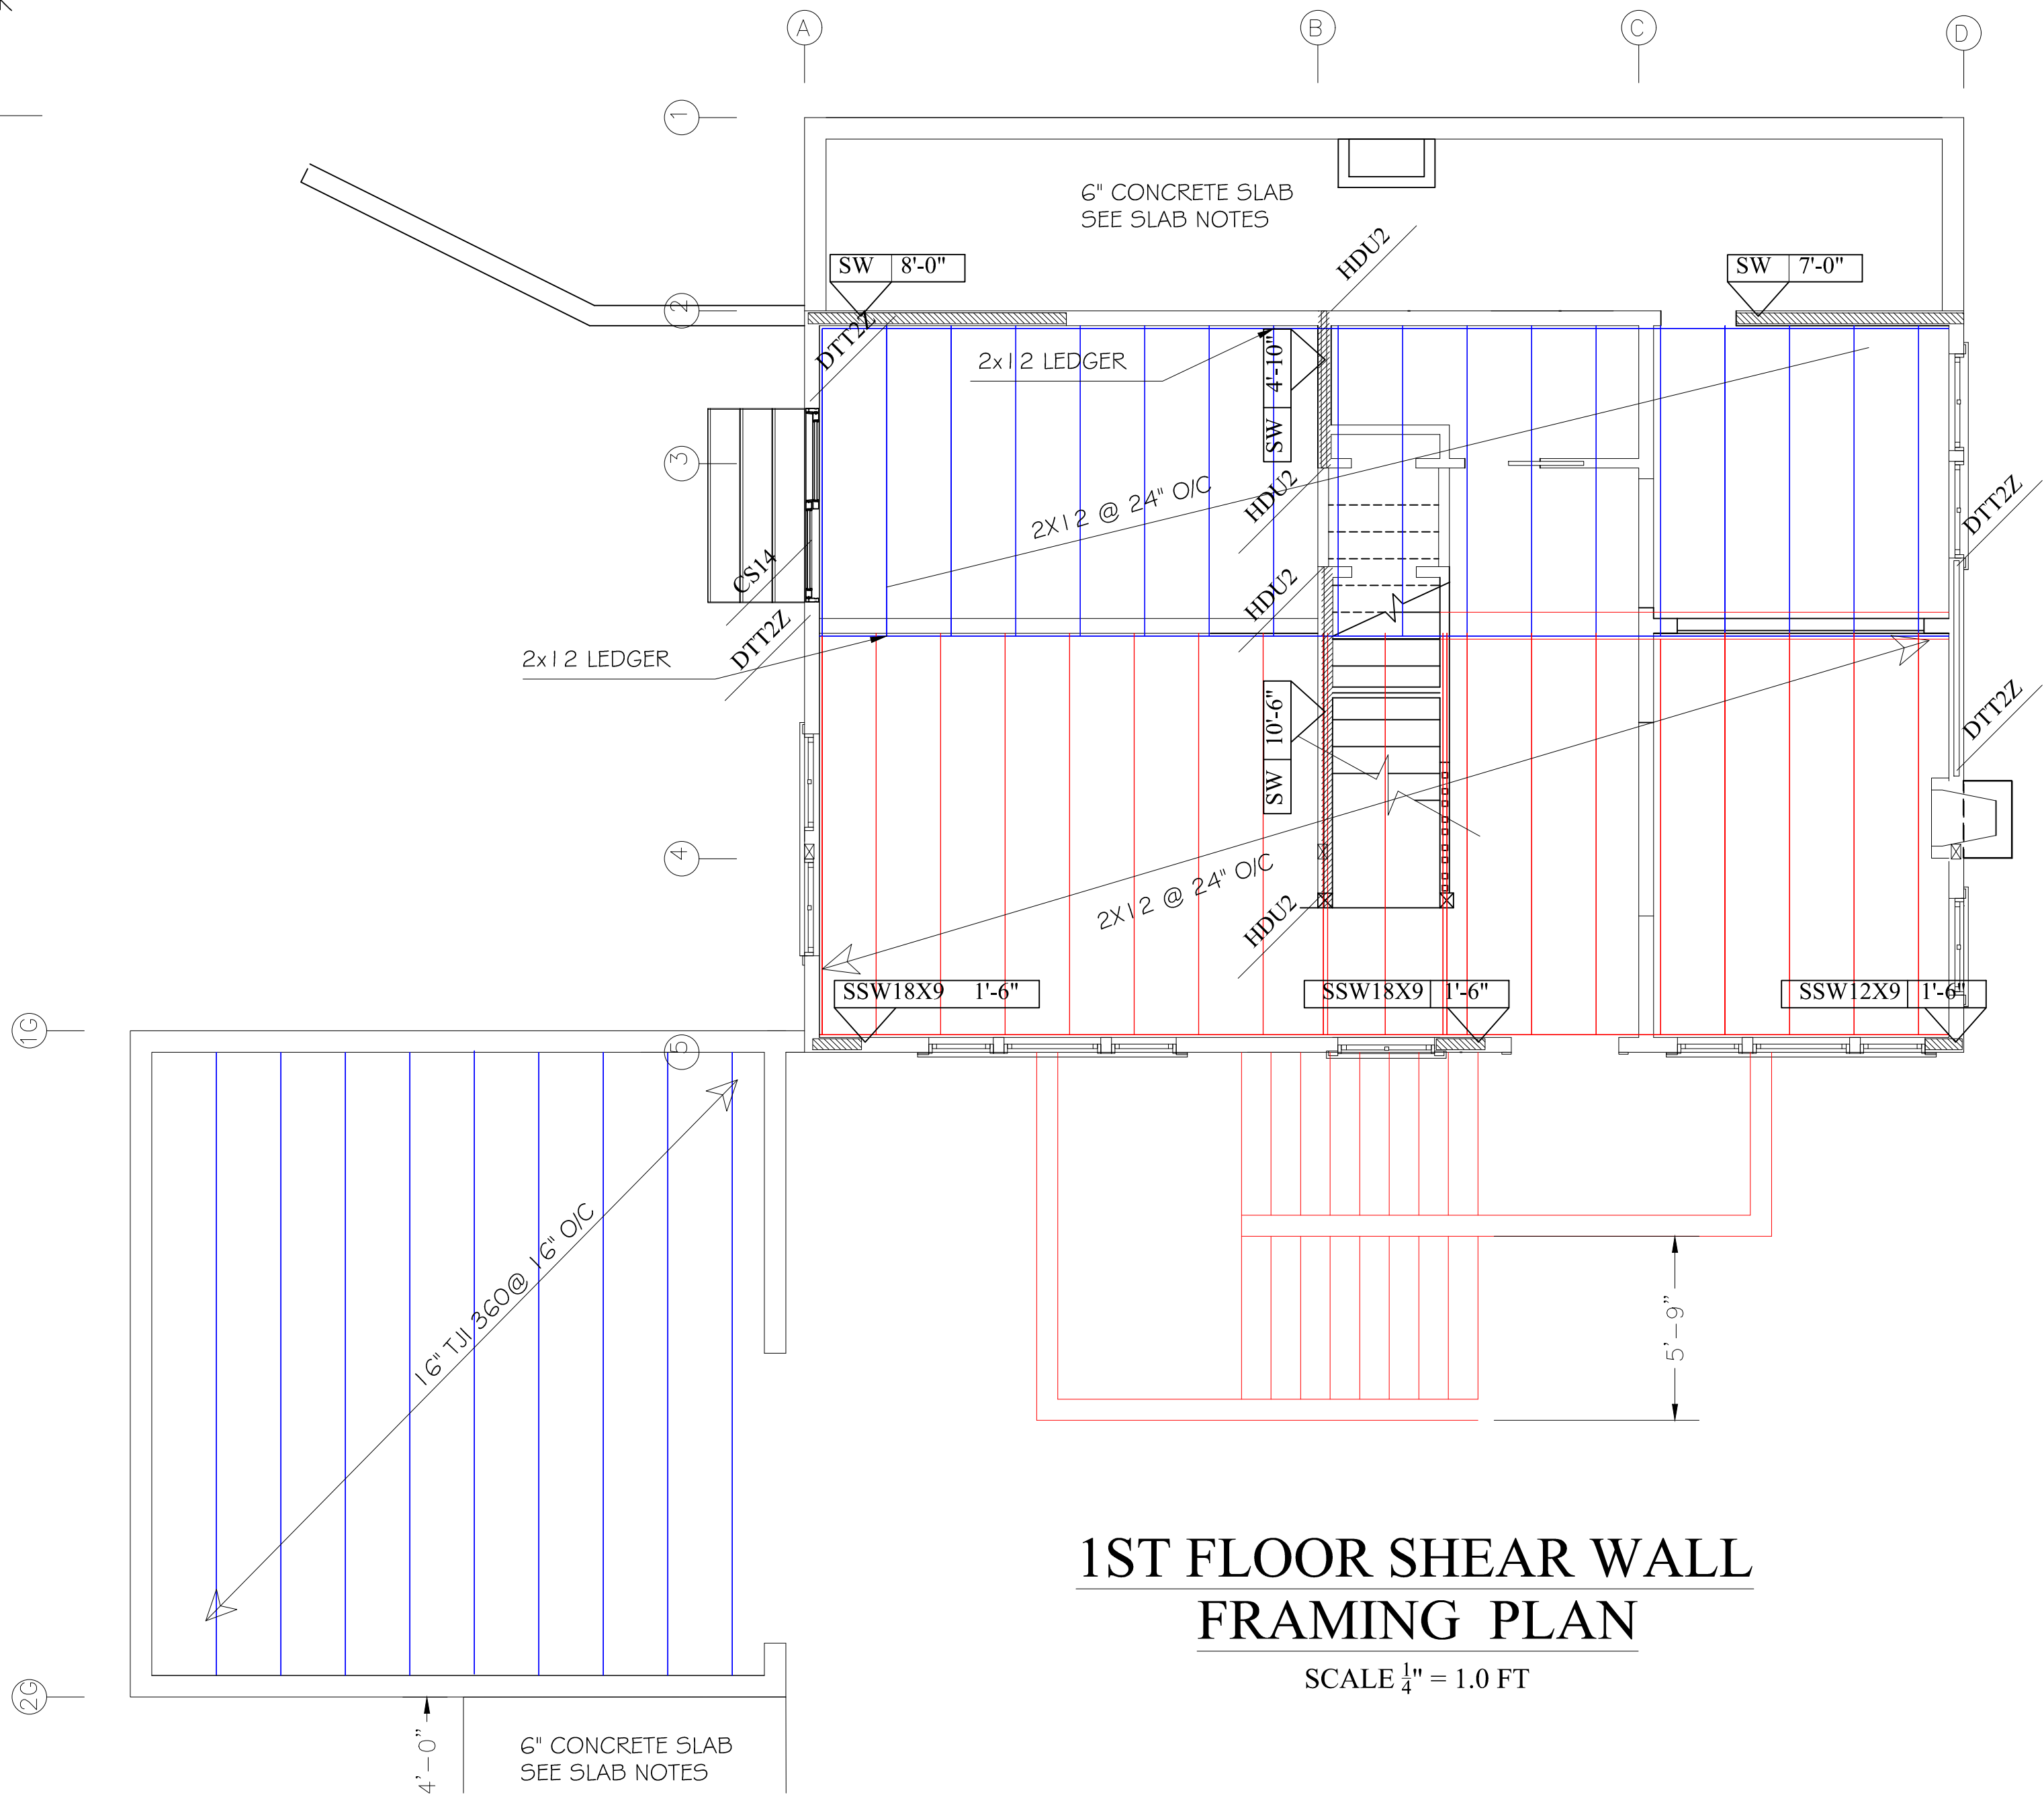 A
B
C
D
1
6" CONCRETE SLAB
SEE SLAB NOTES
HDU2
SW 8'-0"
SW 7'-0"
2
DTT2Z
2x12 LEDGER
SW 4'-10"
3
2X12 @ 24" O/C
HDU2
DTT2Z
CS14
HDU2
DTT2Z
2x12 LEDGER
SW 10'-6"
DTT2Z
4
2X12 @ 24" O/C
HDU2
SSW18X9 1'-6"
SSW18X9 1'-6"
SSW12X9 1'-6"
1G
5
16" TJI 360@ 16" O/C
5'-9"
1ST FLOOR SHEAR WALL
FRAMING PLAN
SCALE 1/4" = 1.0 FT
2G
4'-0"
6" CONCRETE SLAB
SEE SLAB NOTES